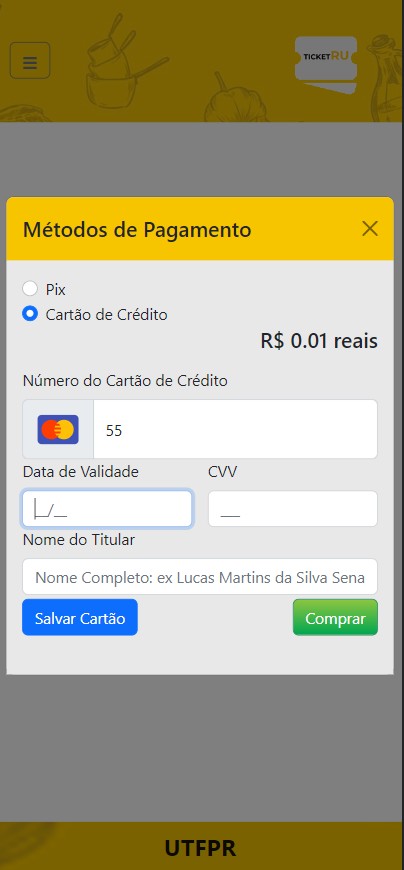 TICKETRU
Métodos de Pagamento
Pix
Cartão de Crédito
R$ 0.01 reais
Número do Cartão de Crédito
55
Data de Validade
CVV
__/__
___
Nome do Titular
Nome Completo: ex Lucas Martins da Silva Sena
Salvar Cartão
Comprar
UTFPR